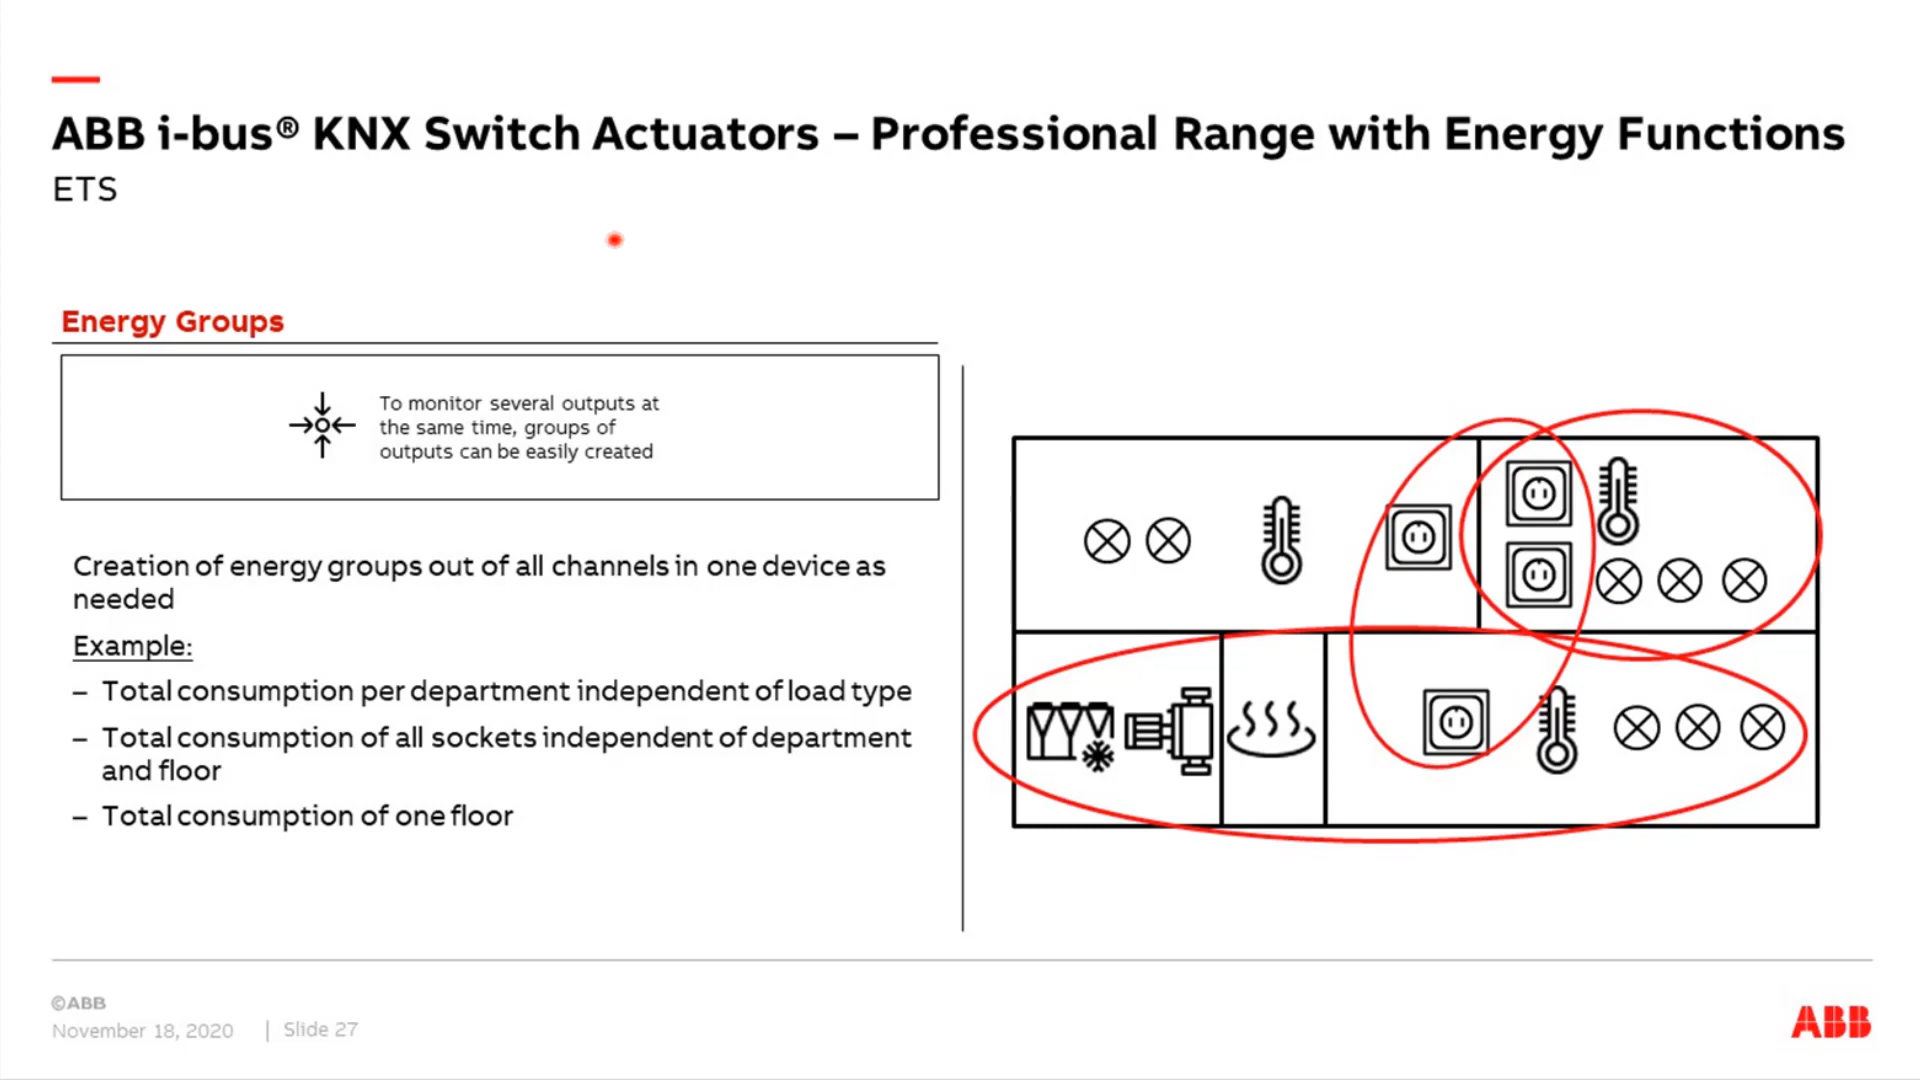 ABB i-bus® KNX Switch Actuators – Professional Range with Energy Functions
ETS
Energy Groups
To monitor several outputs at
the same time, groups of
outputs can be easily created
Creation of energy groups out of all channels in one device as
needed
Example:
– Total consumption per department independent of load type
– Total consumption of all sockets independent of department
and floor
– Total consumption of one floor
©ABB
November 18, 2020 | Slide 27
ABB